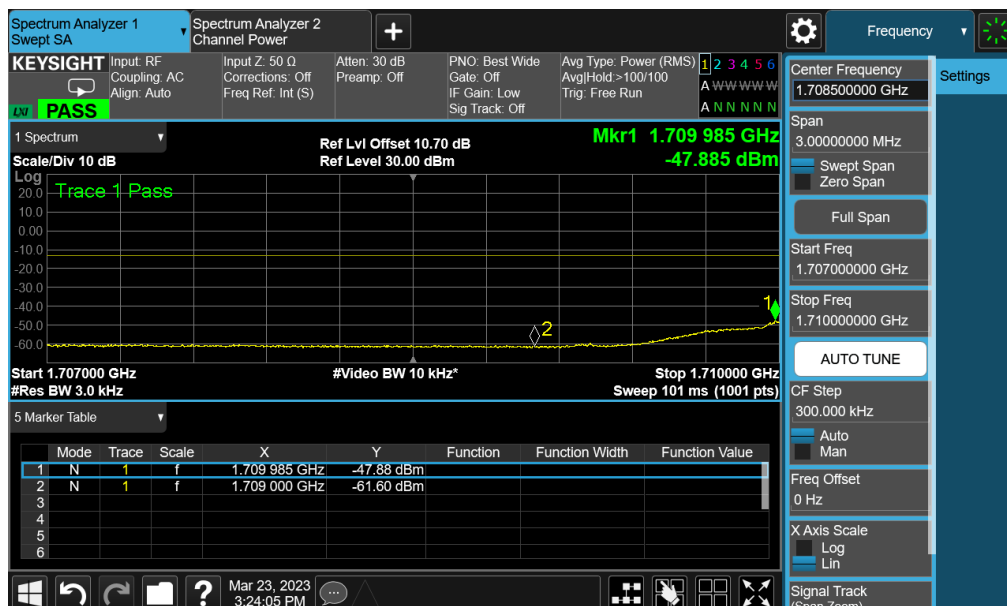 Spectrum Analyzer 1
Swept SA
Spectrum Analyzer 2
Channel Power
Frequency
KEYSIGHT
LXI PASS
Input: RF
Coupling: AC
Align: Auto
Input Z: 50 Ω
Corrections: Off
Freq Ref: Int (S)
Atten: 30 dB
Preamp: Off
PNO: Best Wide
Gate: Off
IF Gain: Low
Sig Track: Off
Avg Type: Power (RMS)
Avg|Hold:>100/100
Trig: Free Run
1 2 3 4 5 6
A W W W W W
A N N N N N
1 Spectrum
Scale/Div 10 dB
Ref Lvl Offset 10.70 dB
Ref Level 30.00 dBm
Mkr1 1.709 985 GHz
-47.885 dBm
Log
Trace 1 Pass
20.0
10.0
0.00
-10.0
-20.0
-30.0
-40.0
-50.0
-60.0
1
2
Start 1.707000 GHz
#Video BW 10 kHz*
Stop 1.710000 GHz
#Res BW 3.0 kHz
Sweep 101 ms (1001 pts)
5 Marker Table
Mode Trace Scale X Y Function Function Width Function Value
1 N 1 f 1.709 985 GHz -47.88 dBm
2 N 1 f 1.709 000 GHz -61.60 dBm
3
4
5
6
Mar 23, 2023
3:24:05 PM
Center Frequency
1.708500000 GHz
Settings
Span
3.00000000 MHz
Swept Span
Zero Span
Full Span
Start Freq
1.707000000 GHz
Stop Freq
1.710000000 GHz
AUTO TUNE
CF Step
300.000 kHz
Auto
Man
Freq Offset
0 Hz
X Axis Scale
Log
Lin
Signal Track
(Span Zoom)